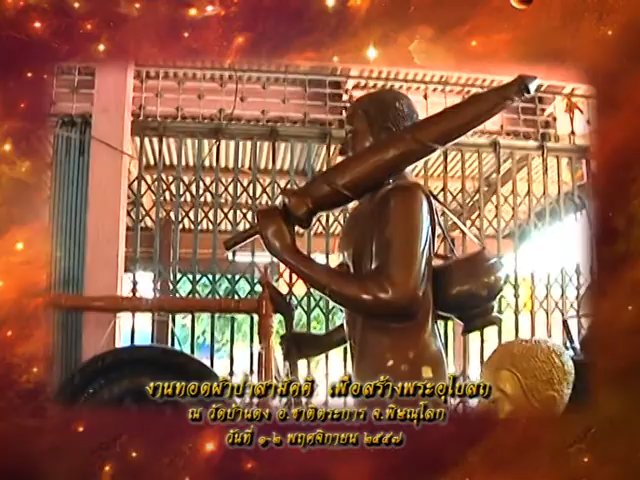 งานทอดผ้าป่าสามัคคี เพื่อสร้างพระอุโบสถ
ณ วัดบ้านดง อ.ชาติตระการ จ.พิษณุโลก
วันที่ ๑-๒ พฤศจิกายน ๒๕๕๗